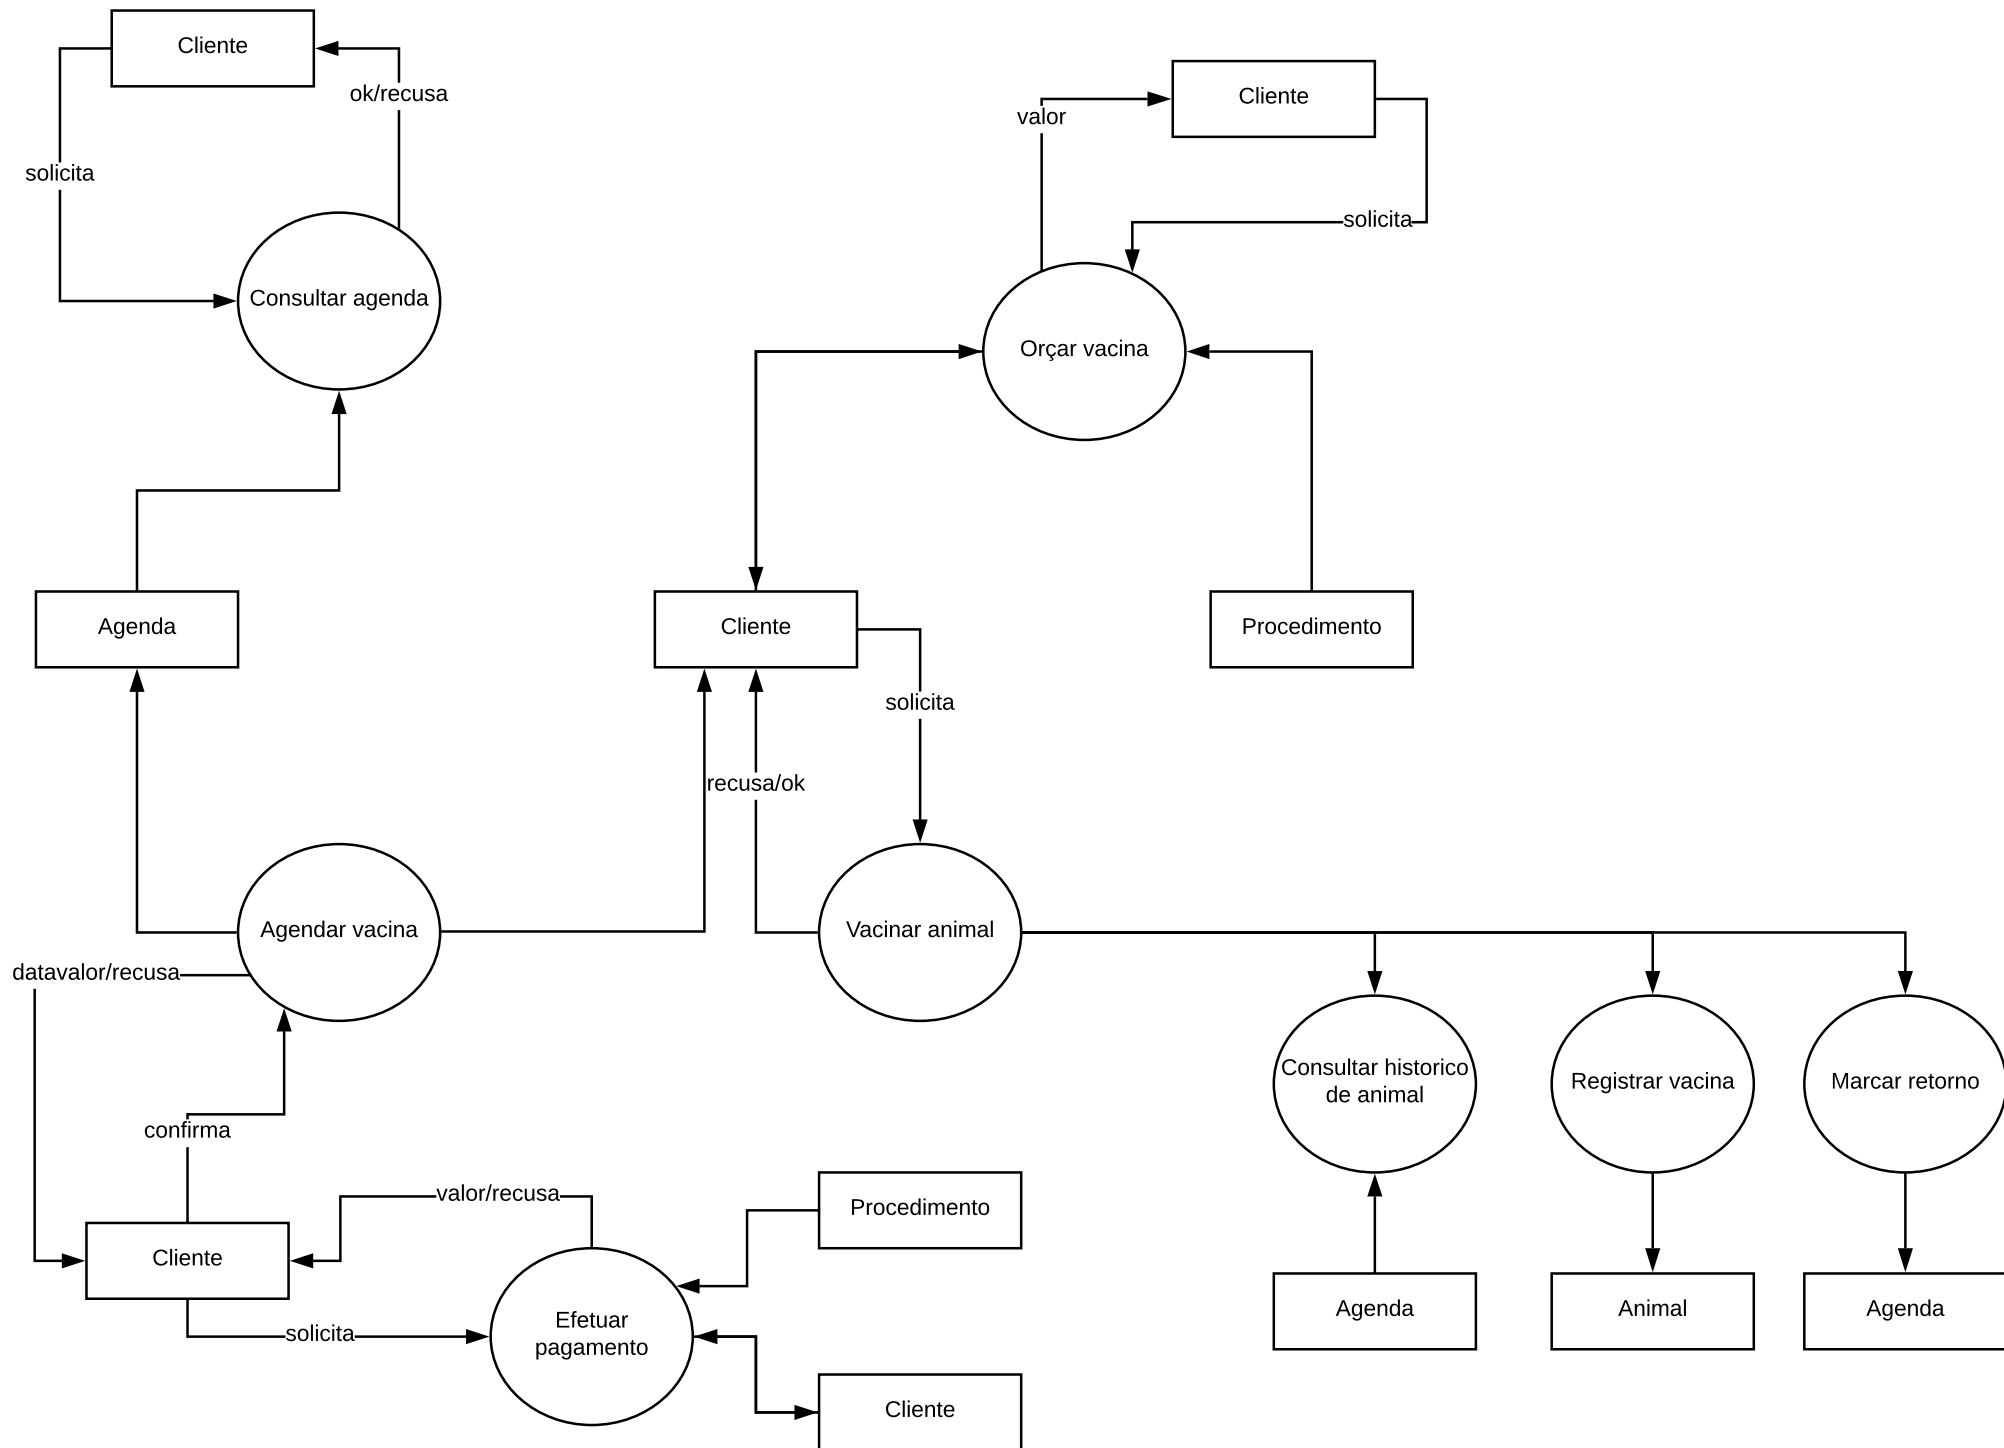 Cliente
ok/recusa
solicita
Consultar agenda
Cliente
valor
solicita
Orçar vacina
Agenda
Cliente
Procedimento
solicita
recusa/ok
Agendar vacina
Vacinar animal
datavalor/recusa
confirma
Consultar historico
de animal
Registrar vacina
Marcar retorno
valor/recusa
Procedimento
Cliente
solicita
Efetuar
pagamento
Agenda
Animal
Agenda
Cliente